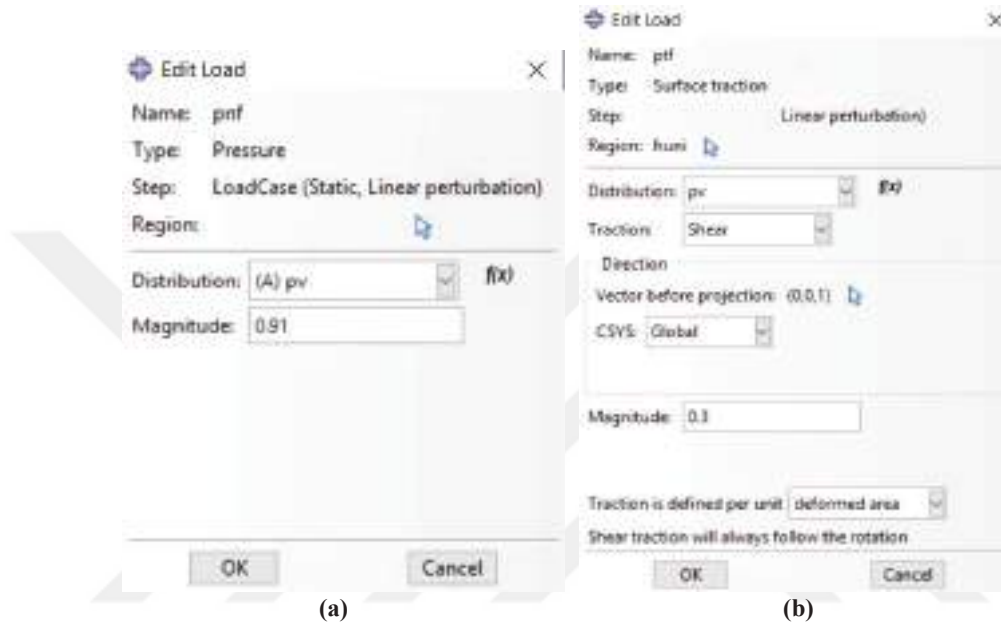 Edit Load
Name: pnf
Type: Pressure
Step: LoadCase (Static, Linear perturbation)
Region:
Distribution: (A) pv f(x)
Magnitude: 0.91
OK Cancel
(a)
Edit Load
Name: ptf
Type: Surface traction
Step: Linear perturbation)
Region: huni
Distribution: pv f(x)
Traction: Shear
Direction
Vector before projection: (0,0,1)
CSYS: Global
Magnitude: 0.3
Traction is defined per unit deformed area
Shear traction will always follow the rotation
OK Cancel
(b)